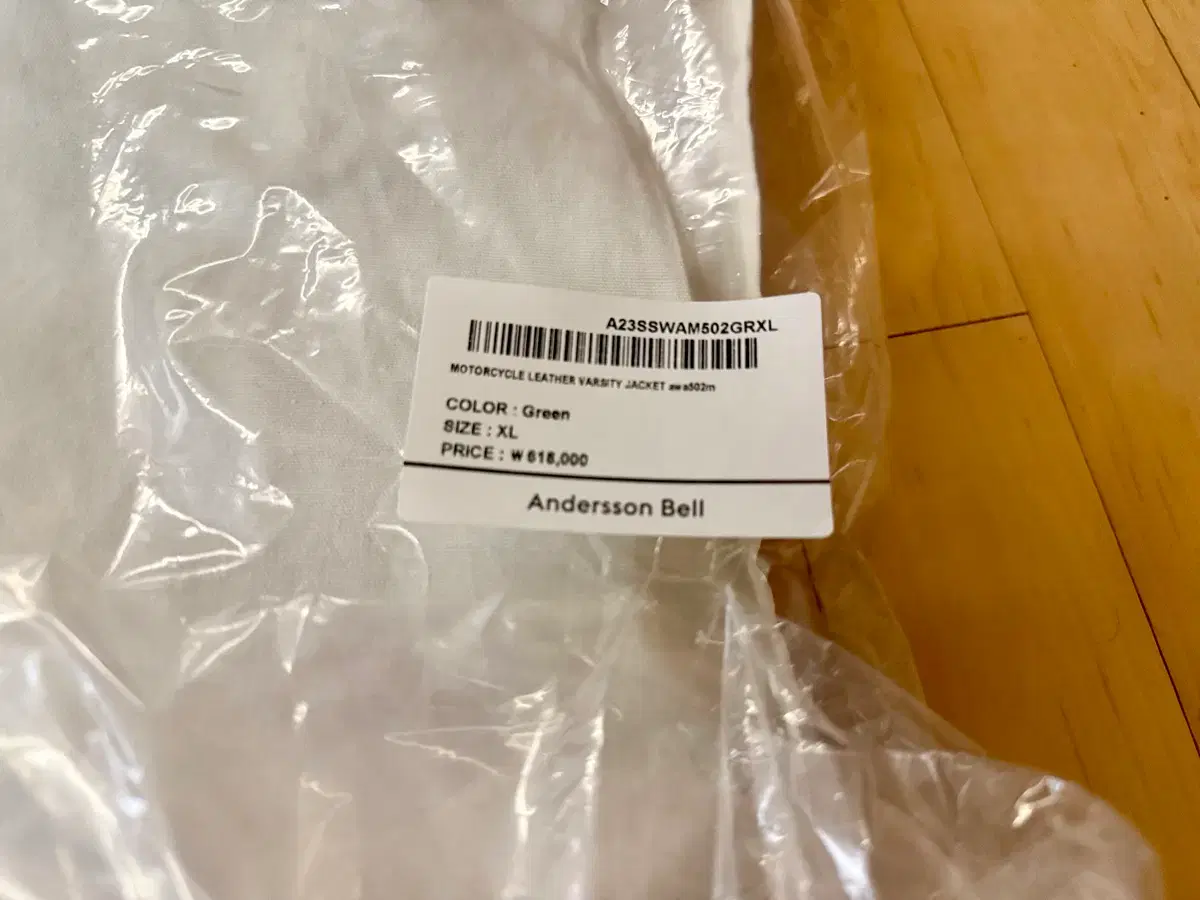 A23SSWAM502GRXL
MOTORCYCLE LEATHER VARSITY JACKET awa502m
COLOR : Green
SIZE : XL
PRICE : ₩ 618,000
Andersson Bell